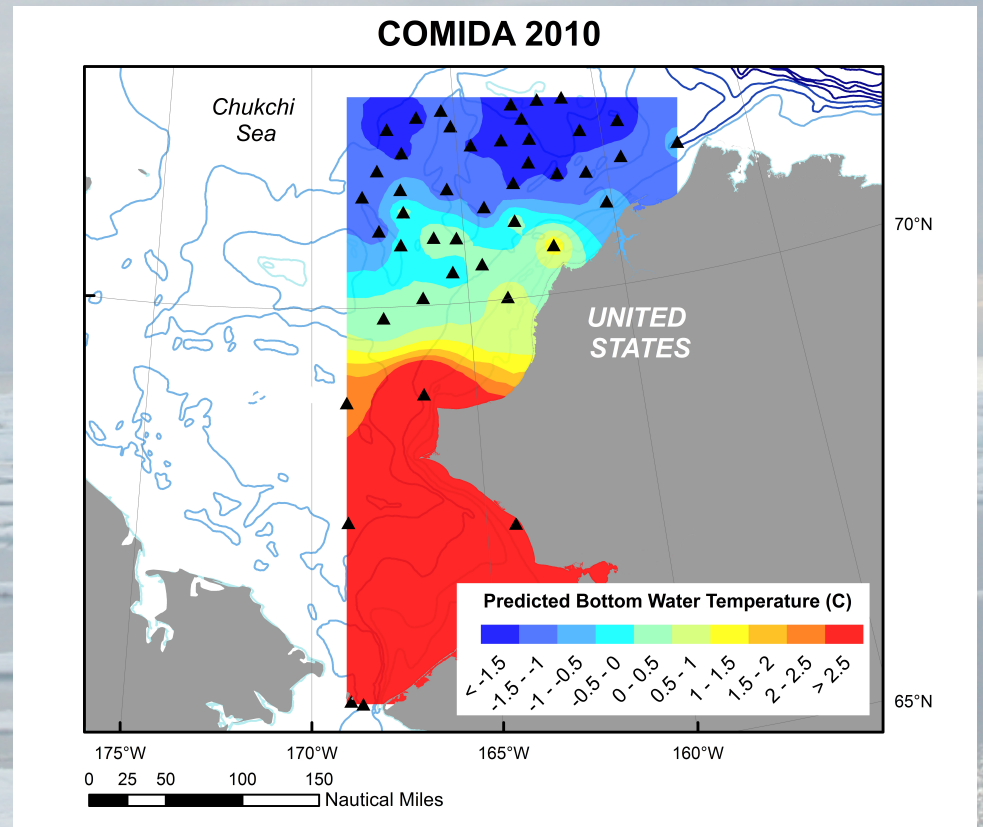 COMIDA 2010
Chukchi
Sea
70°N
UNITED
STATES
Predicted Bottom Water Temperature (C)
< -1.5
-1.5 - -1
-1 - -0.5
-0.5 - 0
0 - 0.5
0.5 - 1
1 - 1.5
1.5 - 2
2 - 2.5
> 2.5
65°N
175°W 170°W 165°W 160°W
0 25 50 100 150
Nautical Miles